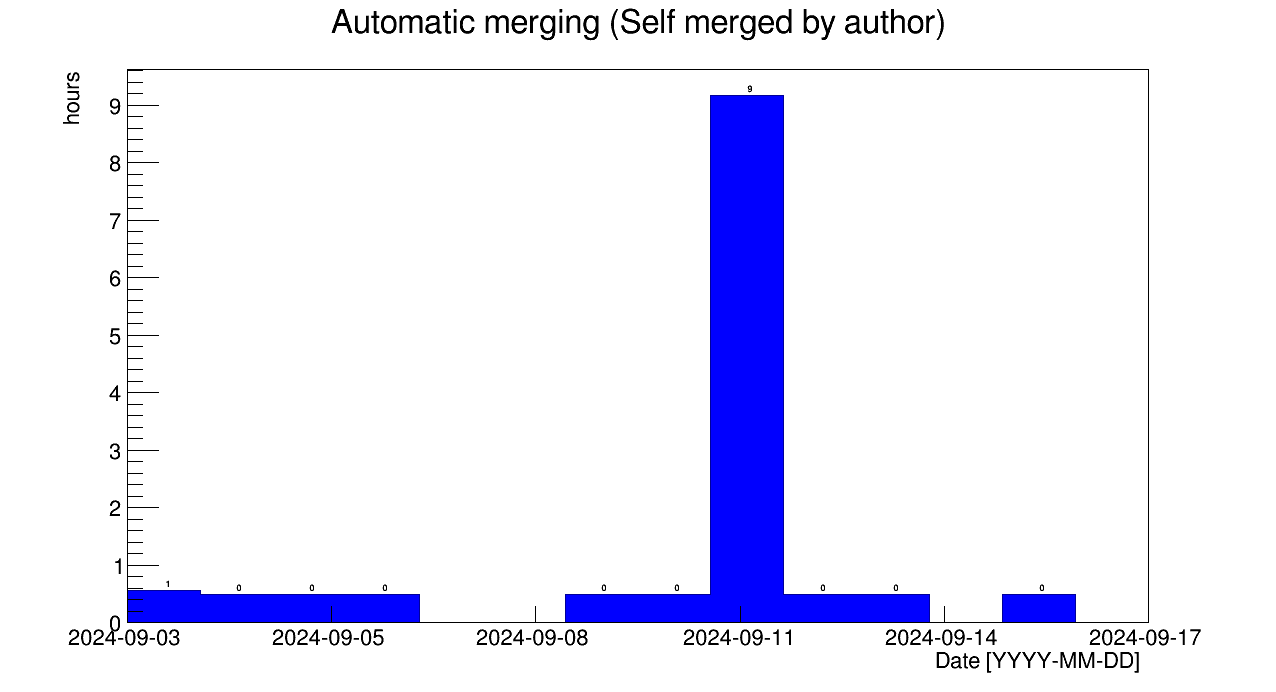 Automatic merging (Self merged by author)
hours
9
8
7
6
5
4
3
2
1
0
1 0 0 0 0 0 9 0 0 0
2024-09-03 2024-09-05 2024-09-08 2024-09-11 2024-09-14 2024-09-17
Date [YYYY-MM-DD]